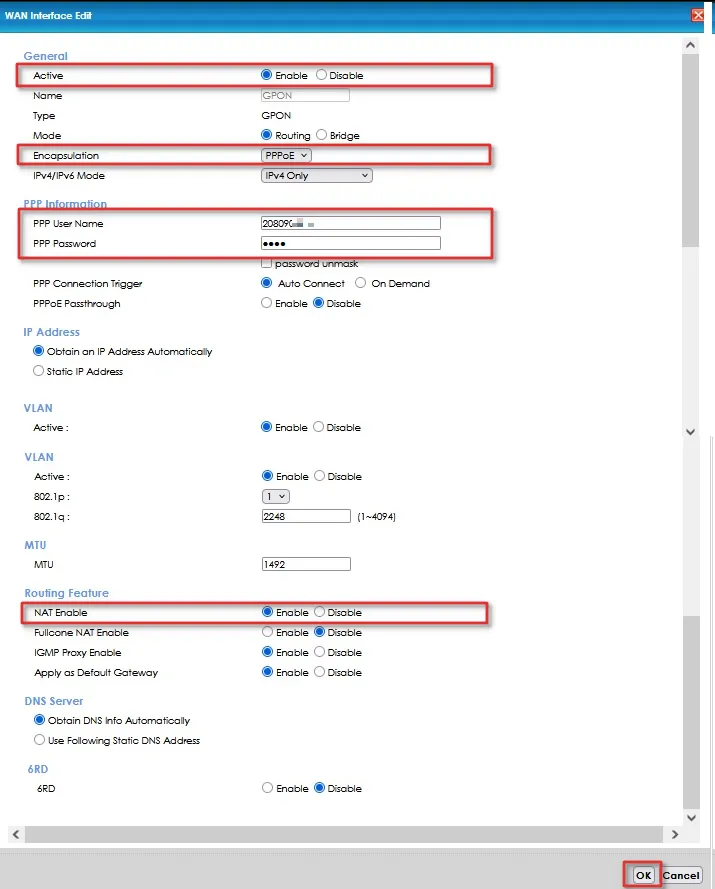 WAN Interface Edit
General
Active Enable Disable
Name GPON
Type GPON
Mode Routing Bridge
Encapsulation PPPoE
IPv4/IPv6 Mode IPv4 Only
PPP Information
PPP User Name
PPP Password ••••
password unmask
PPP Connection Trigger Auto Connect On Demand
PPPoE Passthrough Enable Disable
IP Address
Obtain an IP Address Automatically
Static IP Address
VLAN
Active : Enable Disable
VLAN
Active : Enable Disable
802.1p : 1
802.1q : 2248 (1~4094)
MTU
MTU 1492
Routing Feature
NAT Enable Enable Disable
Fullcone NAT Enable Enable Disable
IGMP Proxy Enable Enable Disable
Apply as Default Gateway Enable Disable
DNS Server
Obtain DNS Info Automatically
Use Following Static DNS Address
6RD
6RD Enable Disable
OK Cancel